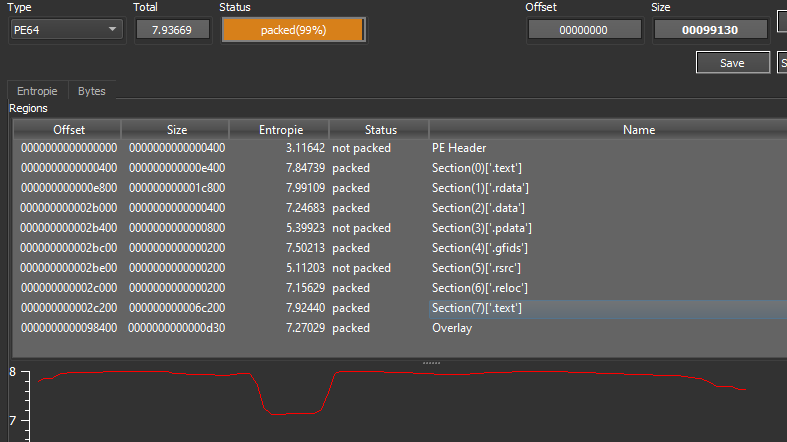 Type Total Status Offset Size
PE64 7.93669 packed(99%) 00000000 00099130
Save S
Entropie Bytes
Regions
Offset Size Entropie Status Name
0000000000000000 0000000000000400 3.11642 not packed PE Header
0000000000000400 000000000000e400 7.84739 packed Section(0)['.text']
000000000000e800 000000000001c800 7.99109 packed Section(1)['.rdata']
000000000002b000 0000000000000400 7.24683 packed Section(2)['.data']
000000000002b400 0000000000000800 5.39923 not packed Section(3)['.pdata']
000000000002bc00 0000000000000200 7.50213 packed Section(4)['.gfids']
000000000002be00 0000000000000200 5.11203 not packed Section(5)['.rsrc']
000000000002c000 0000000000000200 7.15629 packed Section(6)['.reloc']
000000000002c200 000000000006c200 7.92440 packed Section(7)['.text']
0000000000098400 0000000000000d30 7.27029 packed Overlay
8
7